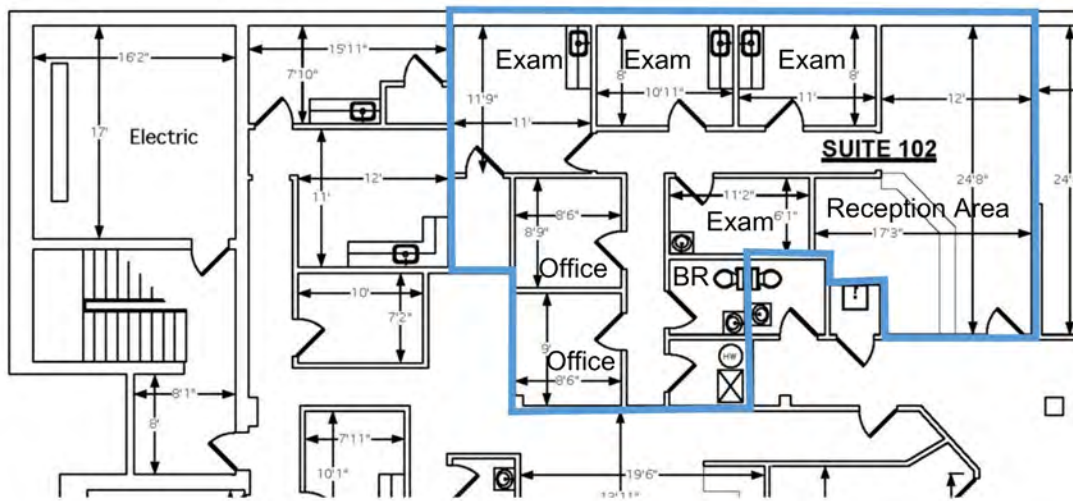 16'2"
15'11"
7'10"
Exam
Exam
Exam
8'
8'
12'
11'9"
10'11"
11'
11'
17'
Electric
SUITE 102
24'8"
24'
12'
11'
11'2"
6'1"
8'6"
8'9"
Exam
Reception Area
17'3"
Office
BR
10'
7'2"
9'
Office
8'6"
HW
8'1"
8'
7'11"
10'1"
19'6"
13'11"